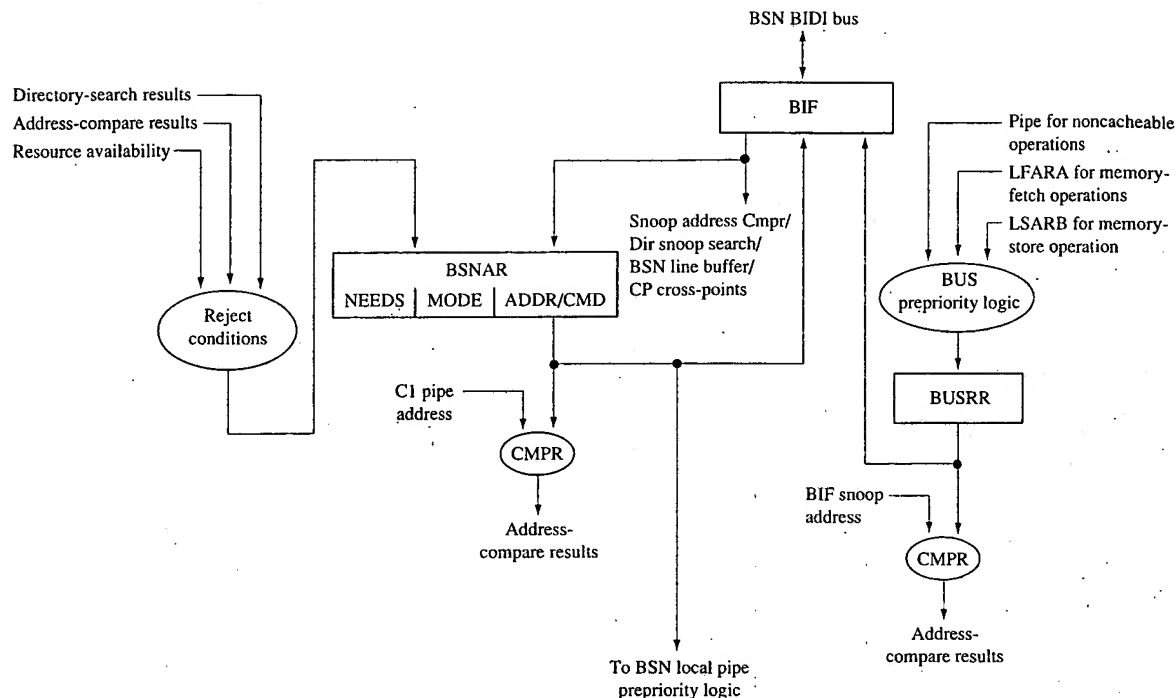 BSN BIDI bus
BIF
Directory-search results
Address-compare results
Resource availability
Pipe for noncacheable
operations
LFARA for memory-
fetch operations
LSARB for memory-
store operation
Snoop address Cmpr/
Dir snoop search/
BSN line buffer/
CP cross-points
BSNAR
NEEDS
MODE
ADDR/CMD
Reject
conditions
BUS
prepriority logic
BUSRR
C1 pipe
address
CMPR
Address-
compare results
BIF snoop
address
CMPR
Address-
compare results
To BSN local pipe
prepriority logic